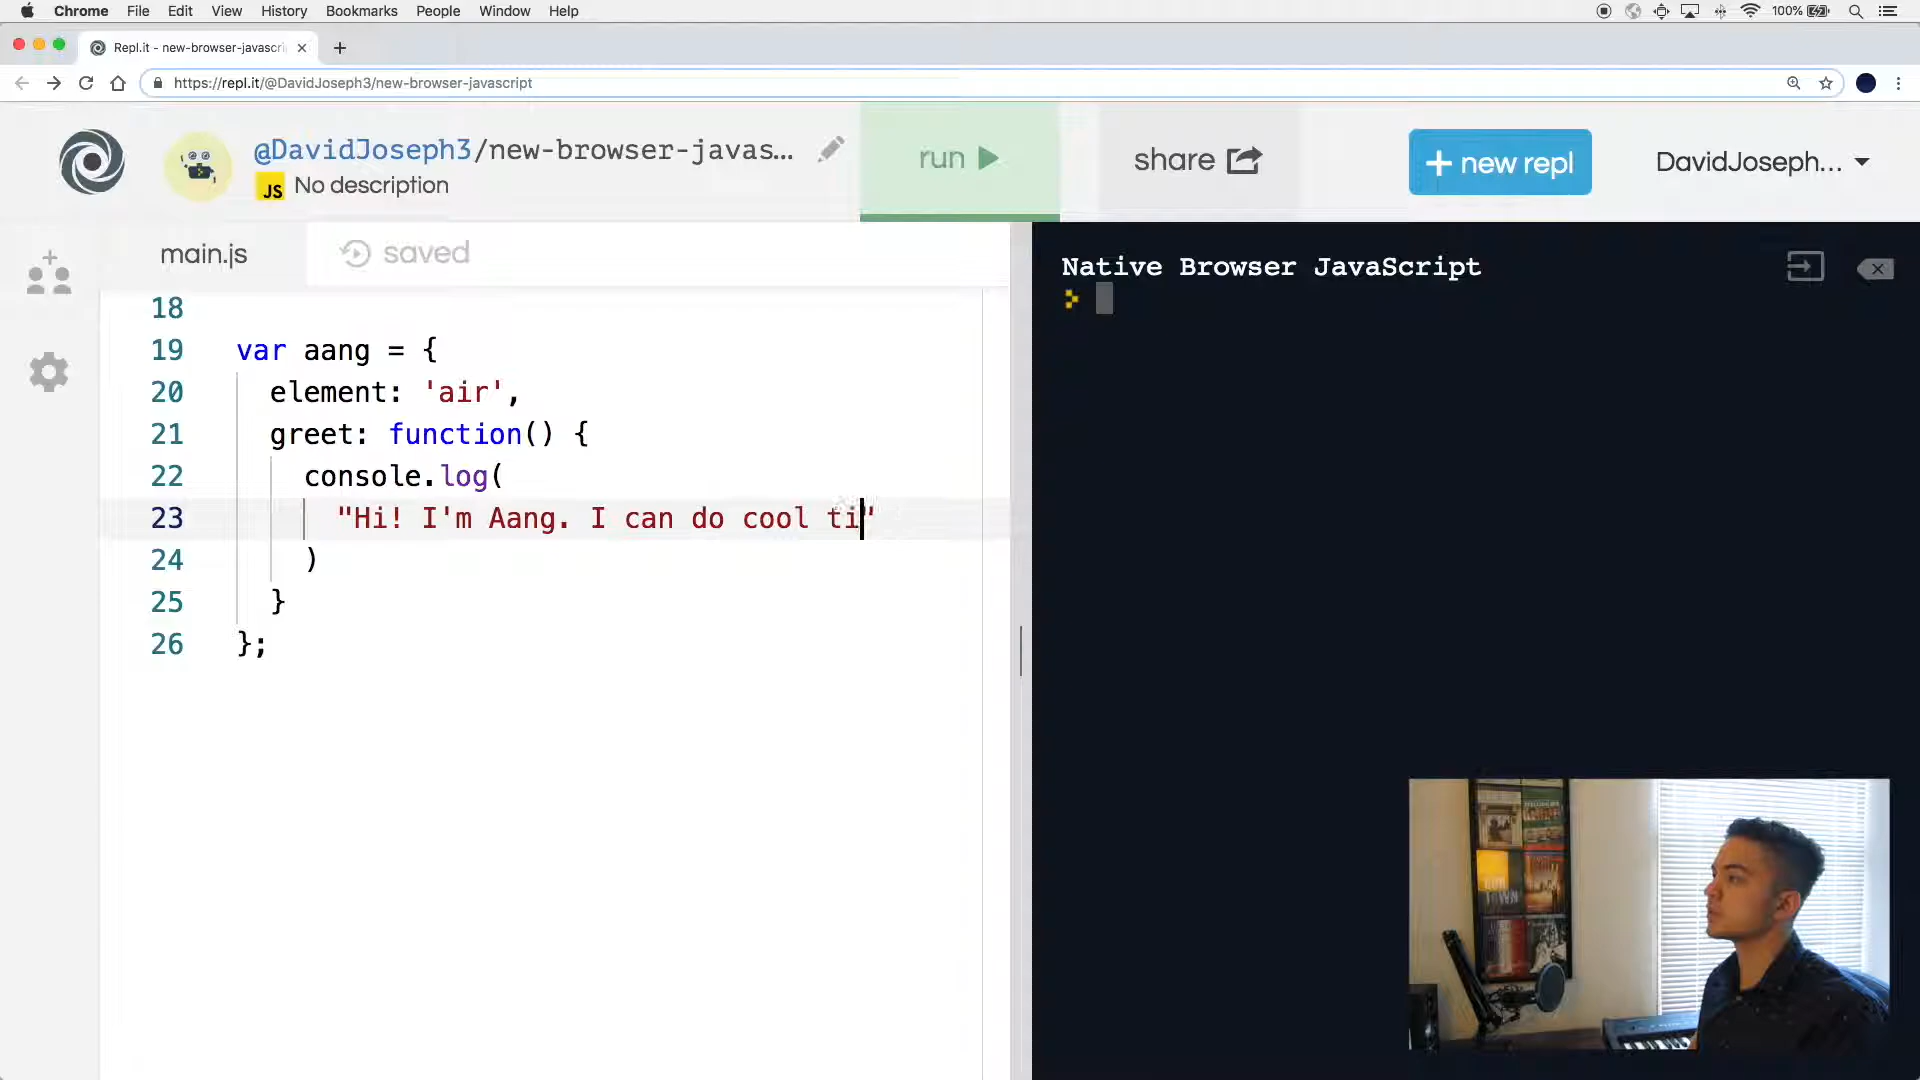 Chrome File Edit View History Bookmarks People Window Help 100%
Repl.it - new-browser-javascri
https://repl.it/@DavidJoseph3/new-browser-javascript
@DavidJoseph3/new-browser-javas...
JS No description
run
share
+ new repl
DavidJoseph...
main.js
saved
18
19 var aang = {
20 element: 'air',
21 greet: function() {
22 console.log(
23 "Hi! I'm Aang. I can do cool ti"
24 )
25 }
26 };
Native Browser JavaScript